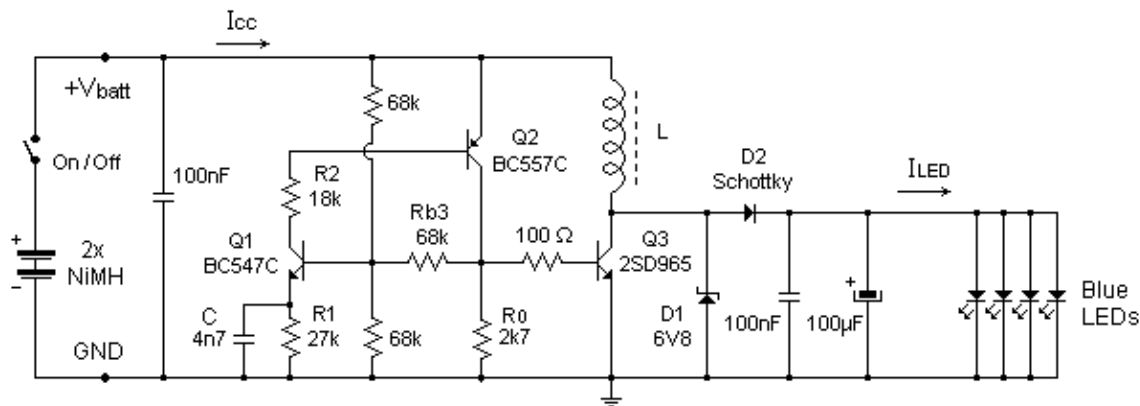 Icc
+Vbatt
On / Off
100nF
+
2x
NiMH
−
GND
68k
Q2
BC557C
R2
18k
Q1
BC547C
Rb3
68k
100 Ω
C
4n7
R1
27k
68k
Ro
2k7
L
Q3
2SD965
D2
Schottky
ILED
D1
6V8
100nF
+
100µF
Blue
LEDs